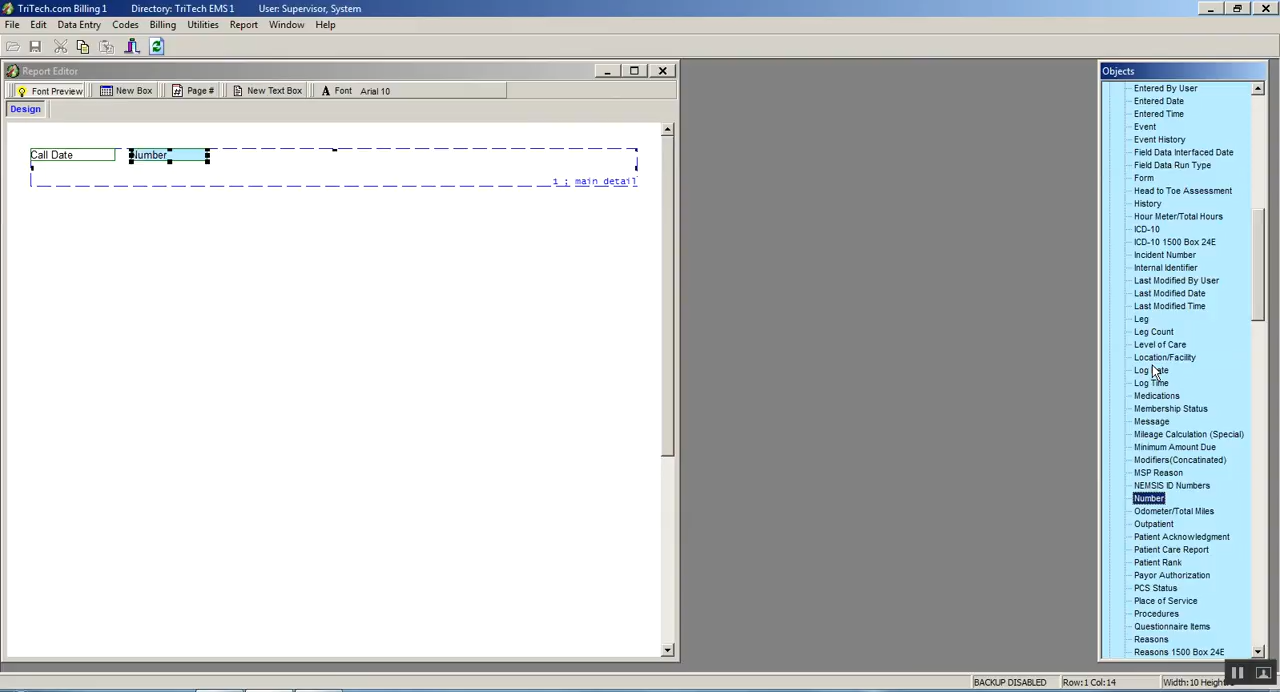 TriTech.com Billing 1 Directory: TriTech EMS 1 User: Supervisor, System
File Edit Data Entry Codes Billing Utilities Report Window Help
Report Editor
Font Preview New Box Page # New Text Box Font Arial 10
Design
Call Date Number
1 ; main detail
Objects
Entered By User
Entered Date
Entered Time
Event
Event History
Field Data Interfaced Date
Field Data Run Type
Form
Head to Toe Assessment
History
Hour Meter/Total Hours
ICD-10
ICD-10 1500 Box 24E
Incident Number
Internal Identifier
Last Modified By User
Last Modified Date
Last Modified Time
Leg
Leg Count
Level of Care
Location/Facility
Log Date
Log Time
Medications
Membership Status
Message
Mileage Calculation (Special)
Minimum Amount Due
Modifiers(Concatinated)
MSP Reason
NEMSIS ID Numbers
Number
Odometer/Total Miles
Outpatient
Patient Acknowledgment
Patient Care Report
Patient Rank
Payor Authorization
PCS Status
Place of Service
Procedures
Questionnaire Items
Reasons
Reasons 1500 Box 24E
BACKUP DISABLED Row:1 Col:14 Width:10